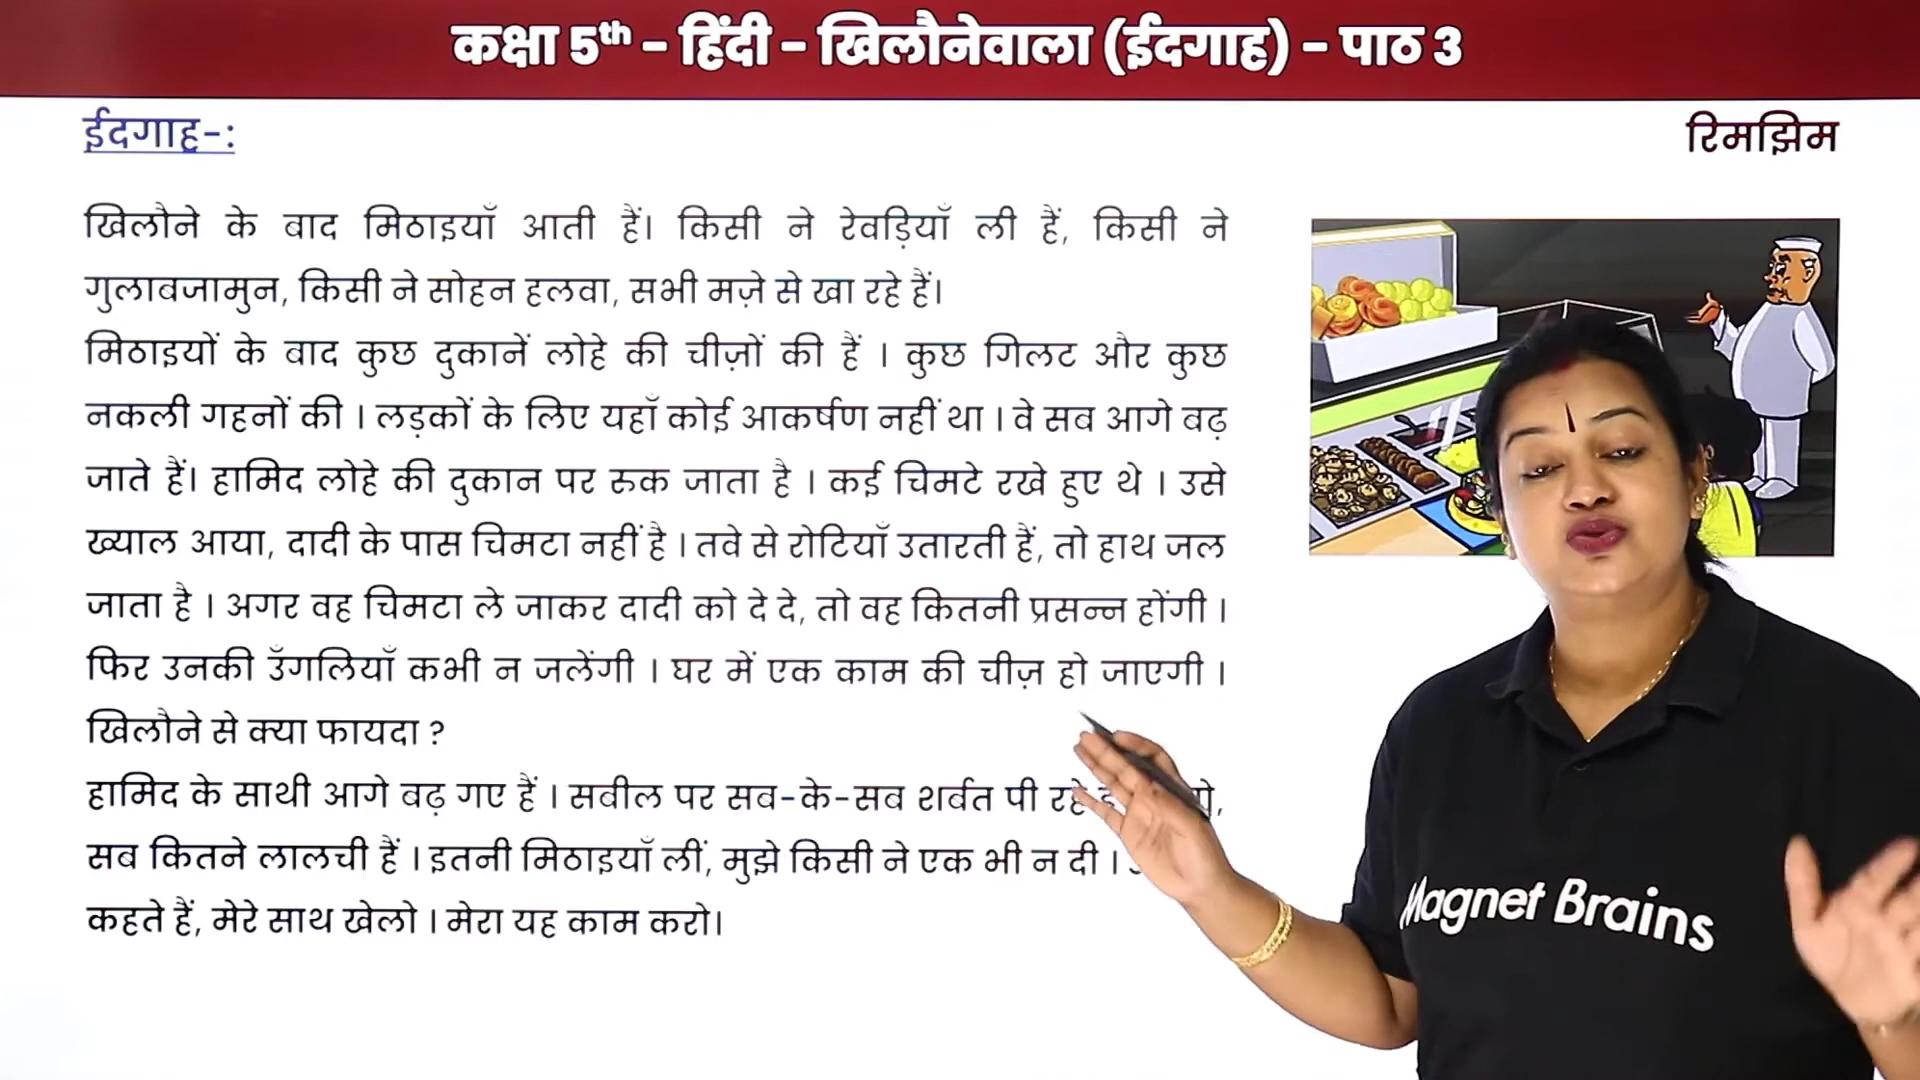 कक्षा 5th - हिंदी - खिलौनेवाला (ईदगाह) - पाठ 3
ईदगाह-:
रिमझिम
खिलौने के बाद मिठाइयाँ आती हैं। किसी ने रेवड़ियाँ ली हैं, किसी ने
गुलाबजामुन, किसी ने सोहन हलवा, सभी मज़े से खा रहे हैं।
मिठाइयों के बाद कुछ दुकानें लोहे की चीज़ों की हैं । कुछ गिलट और कुछ
नकली गहनों की । लड़कों के लिए यहाँ कोई आकर्षण नहीं था । वे सब आगे बढ़
जाते हैं। हामिद लोहे की दुकान पर रुक जाता है । कई चिमटे रखे हुए थे । उसे
ख्याल आया, दादी के पास चिमटा नहीं है । तवे से रोटियाँ उतारती हैं, तो हाथ जल
जाता है । अगर वह चिमटा ले जाकर दादी को दे दे, तो वह कितनी प्रसन्न होंगी ।
फिर उनकी उँगलियाँ कभी न जलेंगी । घर में एक काम की चीज़ हो जाएगी ।
खिलौने से क्या फायदा ?
हामिद के साथी आगे बढ़ गए हैं । सबील पर सब-के-सब शर्बत पी रहे
सब कितने लालची हैं । इतनी मिठाइयाँ लीं, मुझे किसी ने एक भी न दी ।
कहते हैं, मेरे साथ खेलो । मेरा यह काम करो।
Magnet Brains